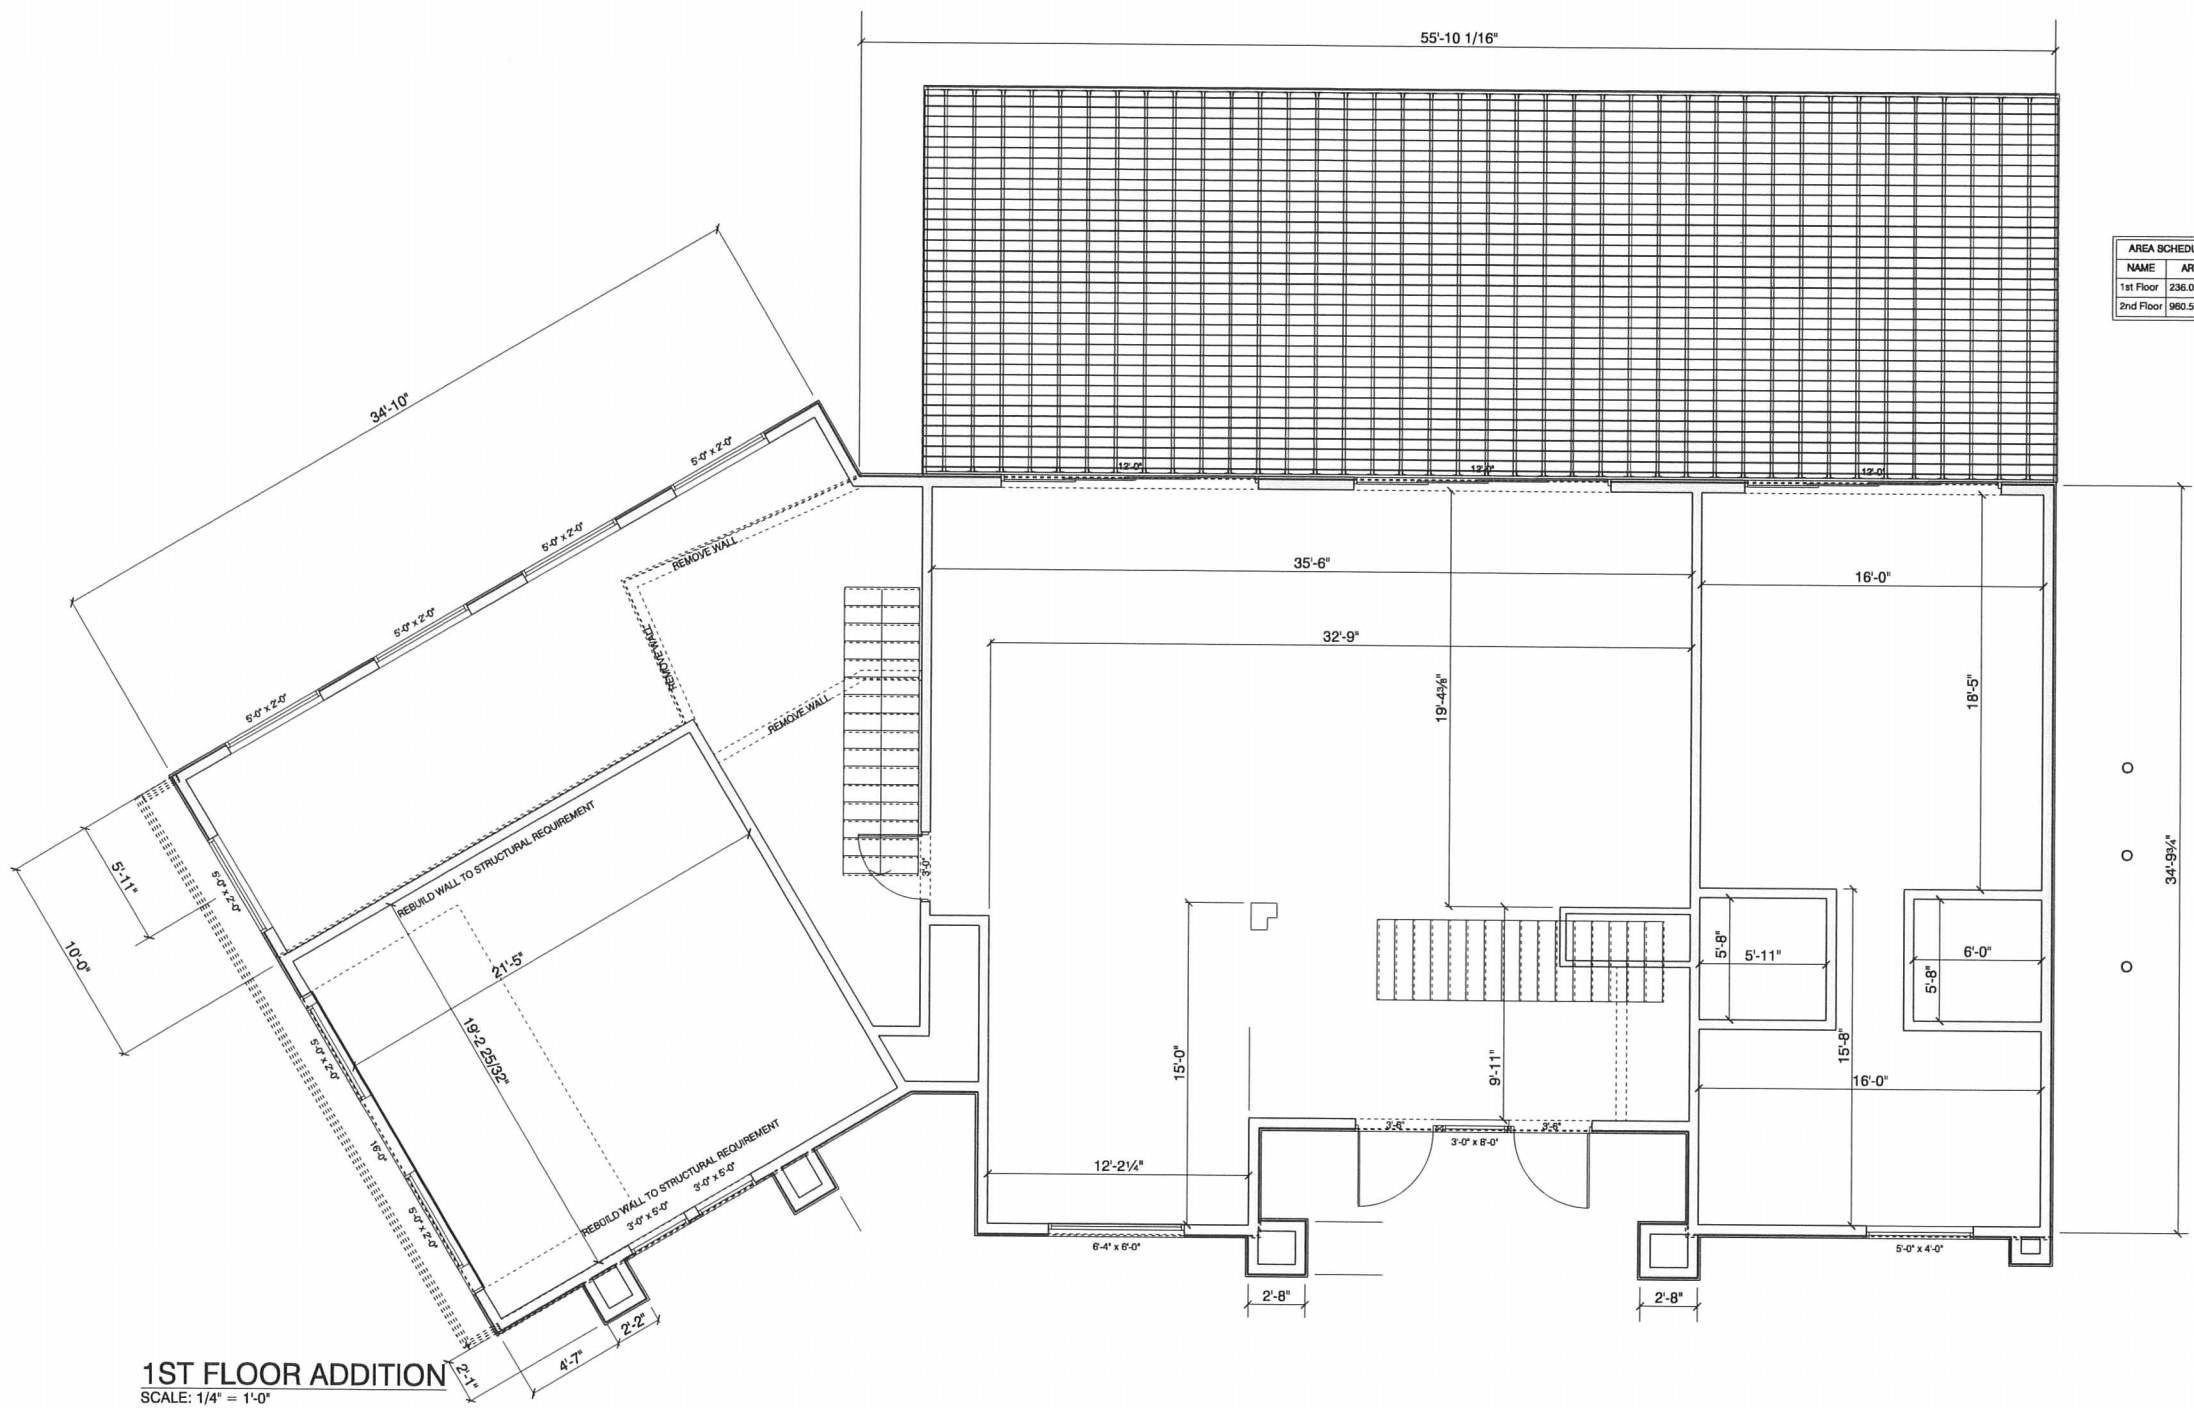 55'-10 1/16"
AREA SCHEDU
NAME AR
1st Floor 236.0
2nd Floor 960.5
34'-10"
5'-0" x 2'-0"
5'-0" x 2'-0"
5'-0" x 2'-0"
5'-0" x 2'-0"
12'-0"
12'-0"
12'-0"
REMOVE WALL
REMOVE WALL
REMOVE WALL
35'-6"
16'-0"
32'-9"
19'-4⅜"
18'-5"
34'-9¾"
5'-11"
10'-0"
5'-0" x 2'-0"
REBUILD WALL TO STRUCTURAL REQUIREMENT
21'-5"
19'-2 25/32"
3'-0"
5'-8"
5'-11"
5'-8"
6'-0"
5'-0" x 2'-0"
16'-0"
5'-0" x 2'-0"
15'-0"
9'-11"
15'-8"
16'-0"
REBUILD WALL TO STRUCTURAL REQUIREMENT
3'-0" x 5'-0"
3'-0" x 5'-0"
12'-2¼"
3'-6"
3'-0" x 8'-0"
3'-6"
6'-4" x 6'-0"
5'-0" x 4'-0"
2'-8"
2'-8"
2'-2"
4'-7"
2'-1"
1ST FLOOR ADDITION
SCALE: 1/4" = 1'-0"